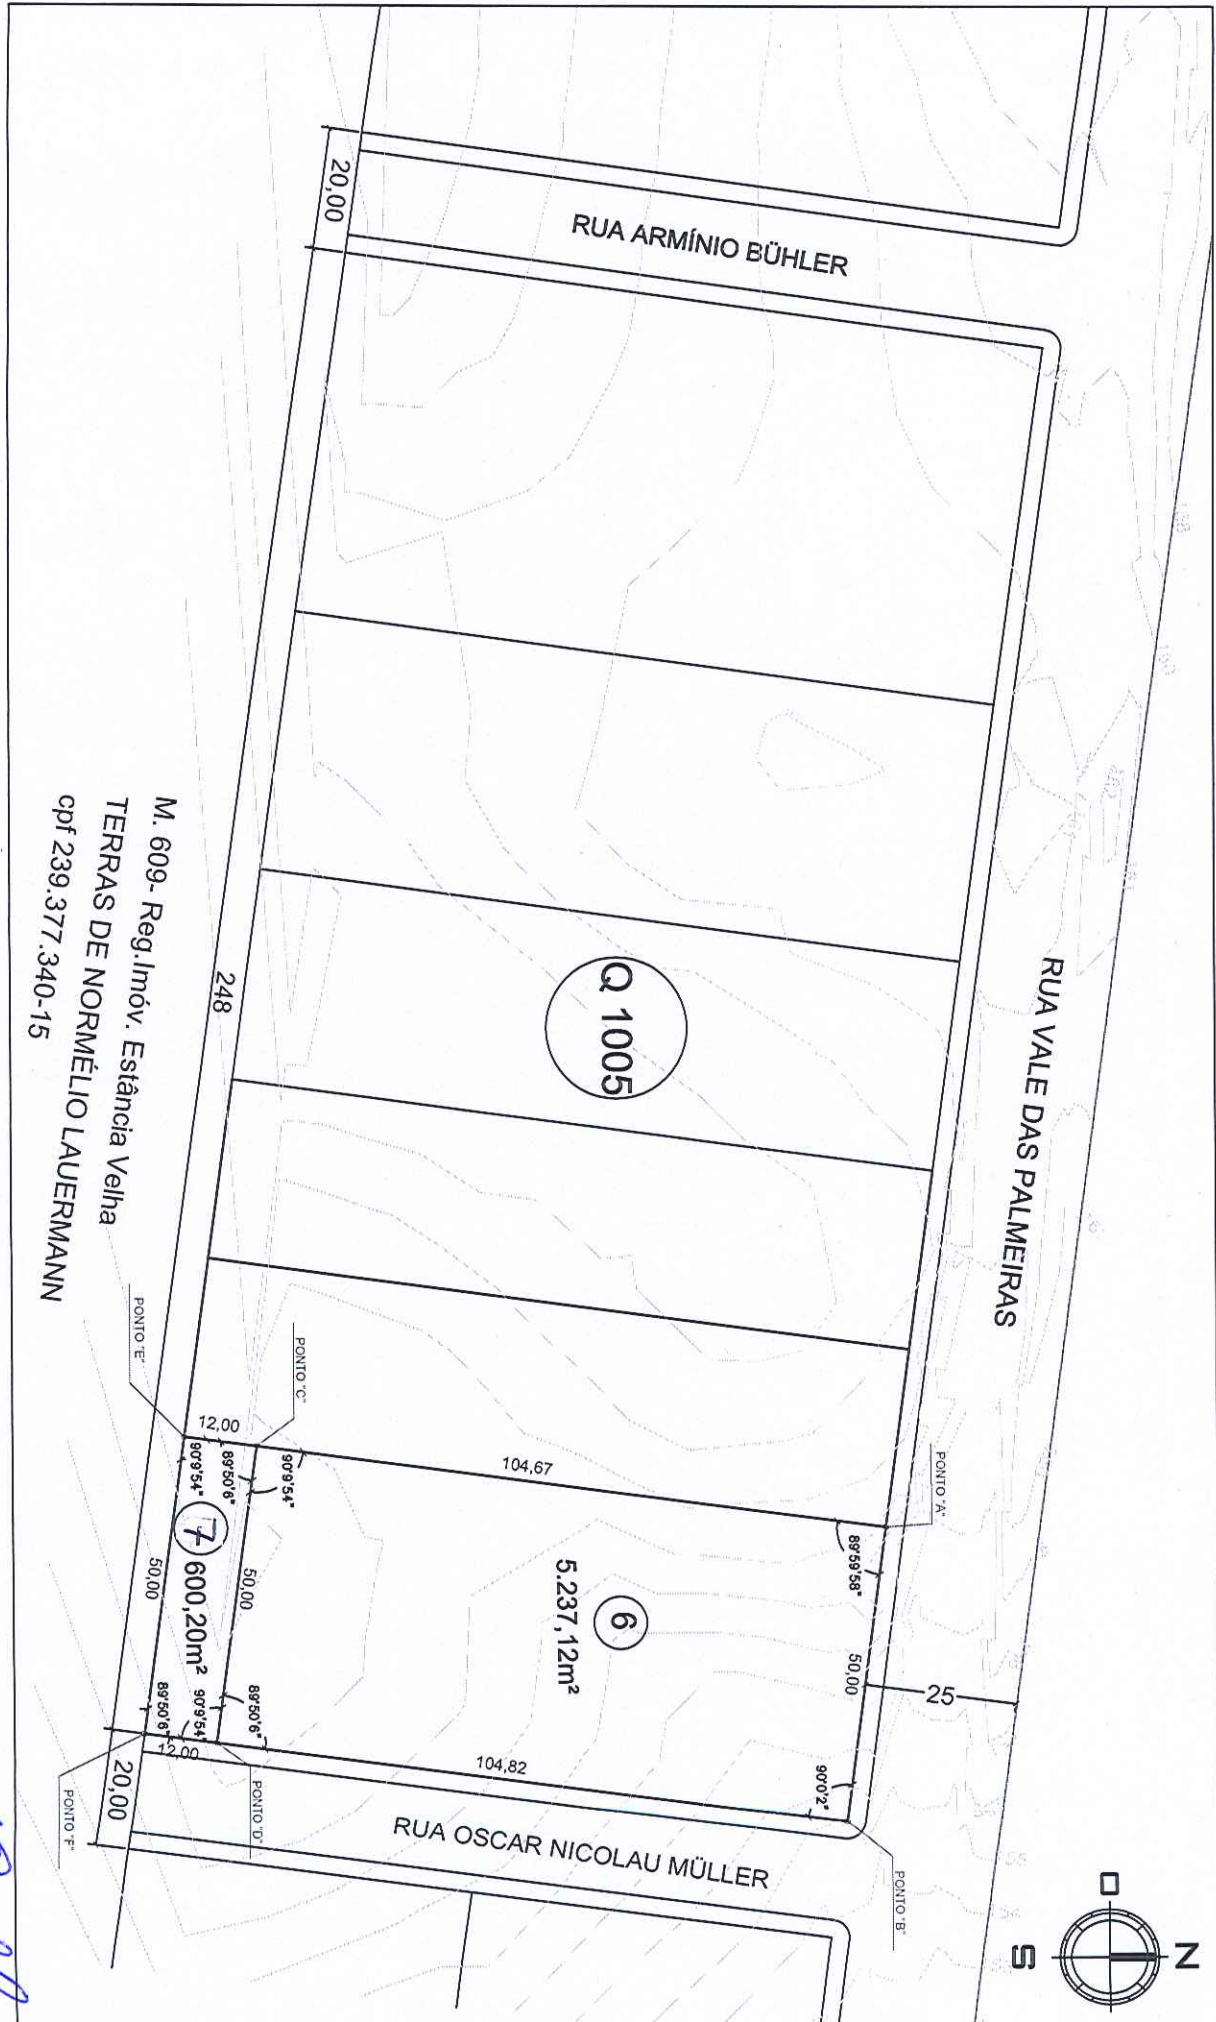 RUA VALE DAS PALMEIRAS
RUA ARMÍNIO BÜHLER
20,00
Q 1005
248
M. 609- Reg.Imóv. Estância Velha
TERRAS DE NORMÉLIO LAUERMANN
cpf 239.377.340-15
PONTO "A"
89°59'58"
50,00
25
90°0'2"
PONTO "B"
104,67
6
5.237,12m²
104,82
PONTO "C"
90°9'54"
89°50'6"
12,00
90°9'54"
PONTO "E"
50,00
7
600,20m²
50,00
89°50'6"
90°9'54"
89°50'6"
12,00
PONTO "D"
PONTO "F"
20,00
RUA OSCAR NICOLAU MÜLLER
N
O
S